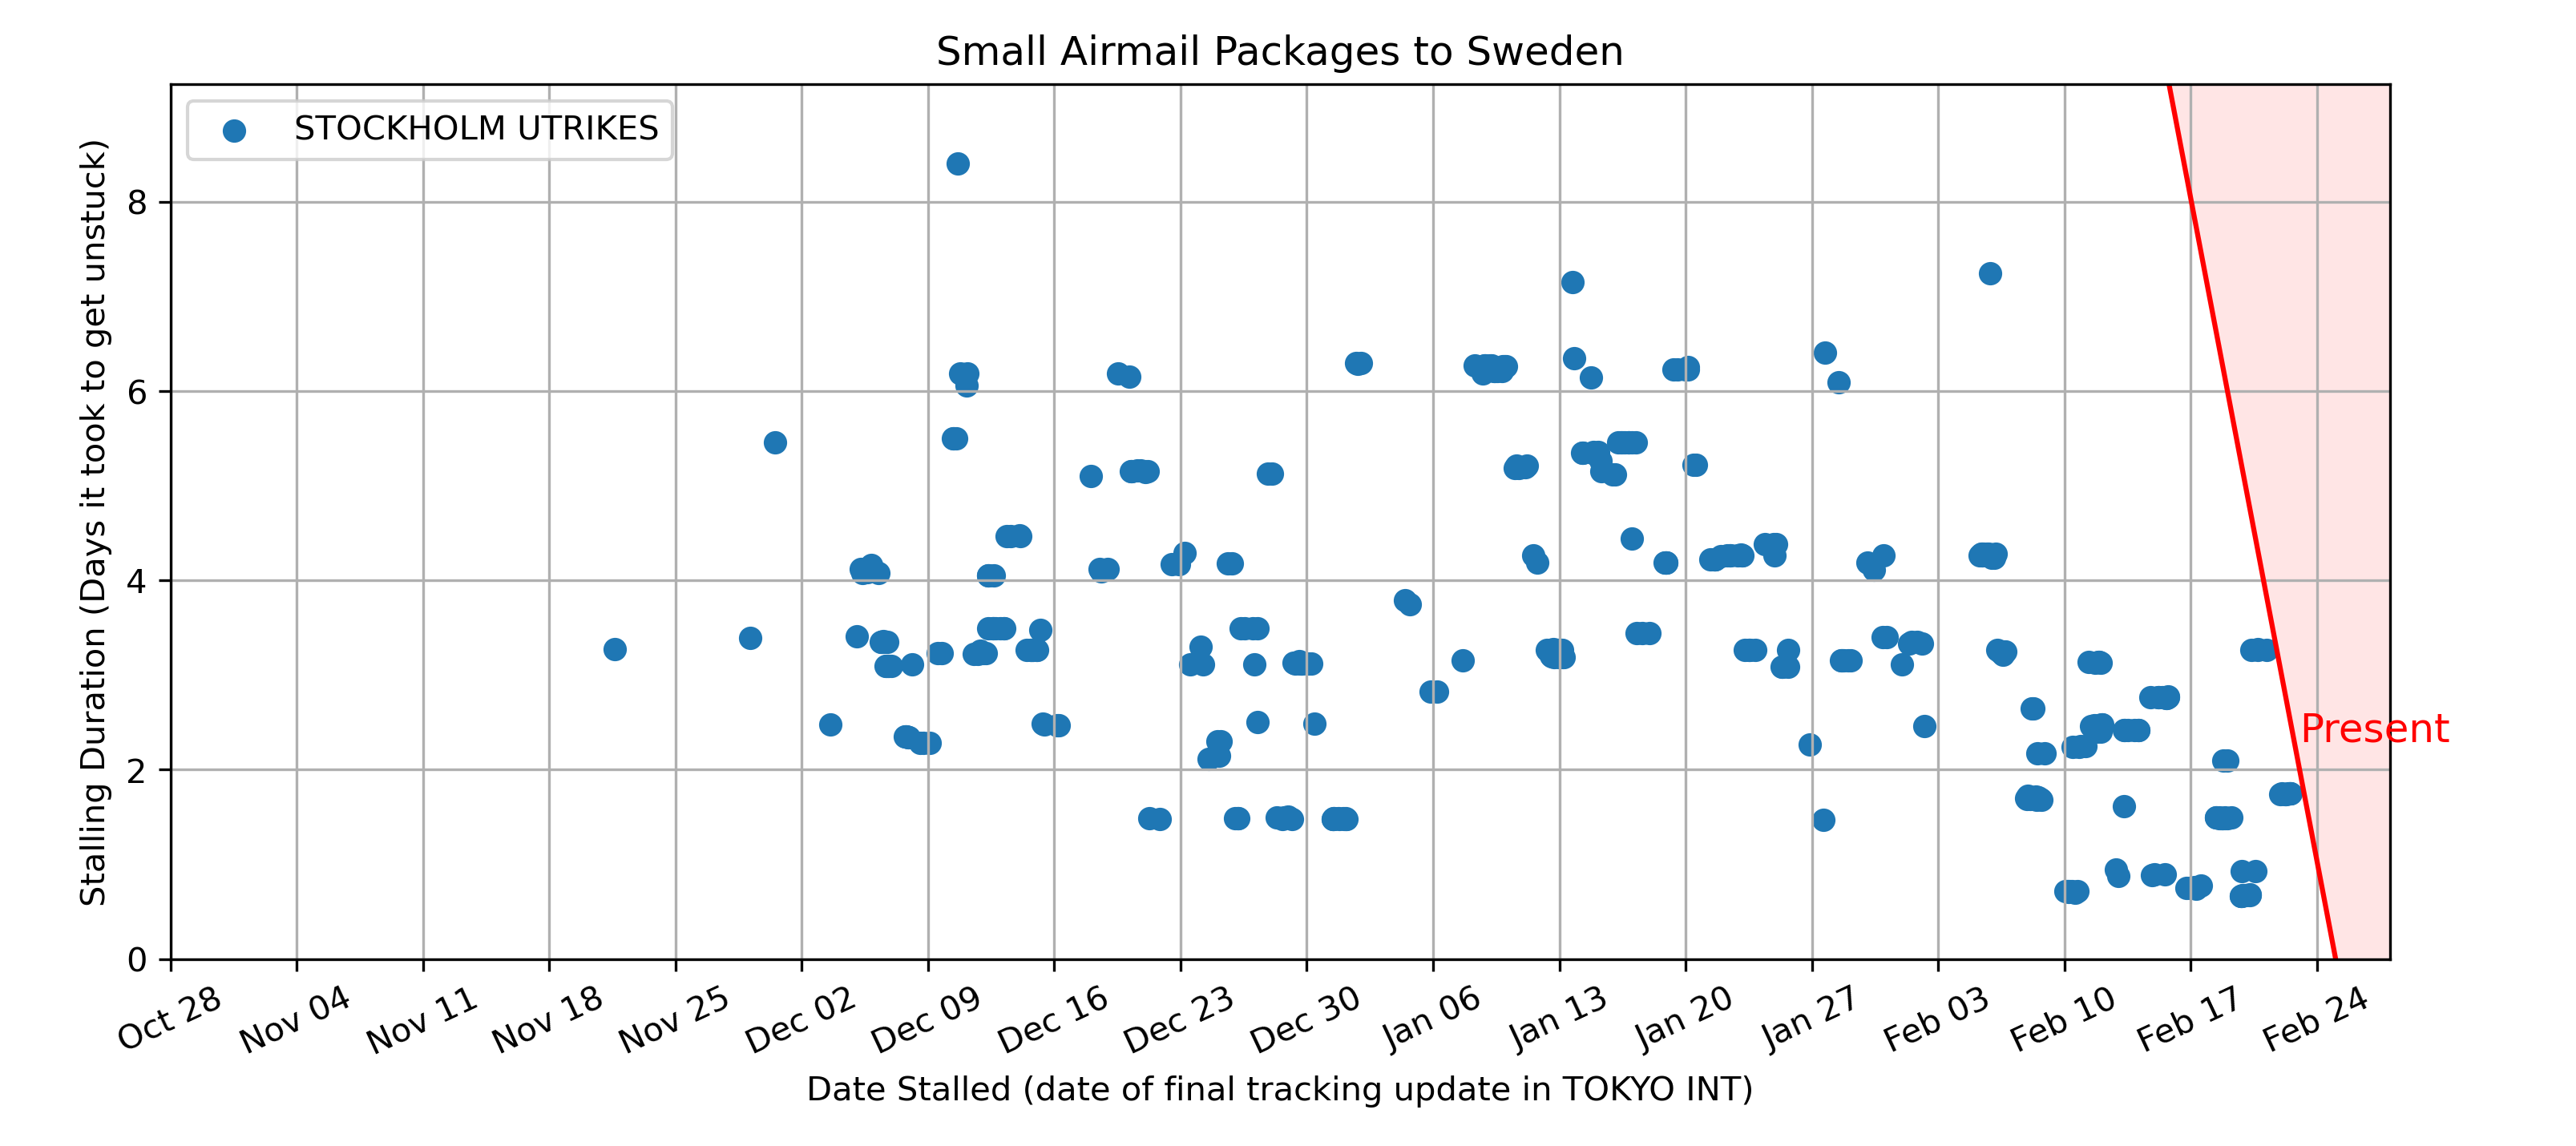 Small Airmail Packages to Sweden
STOCKHOLM UTRIKES
Stalling Duration (Days it took to get unstuck)
8
6
4
2
0
Present
Oct 28
Nov 04
Nov 11
Nov 18
Nov 25
Dec 02
Dec 09
Dec 16
Dec 23
Dec 30
Jan 06
Jan 13
Jan 20
Jan 27
Feb 03
Feb 10
Feb 17
Feb 24
Date Stalled (date of final tracking update in TOKYO INT)